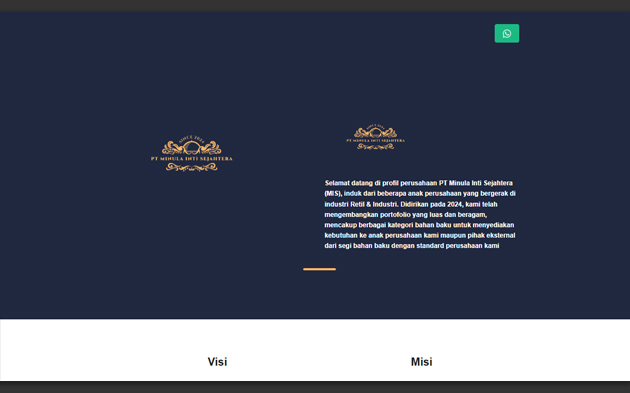 SINCE 2024
PT MINULA INTI SEJAHTERA
PT MINULA INTI SEJAHTERA
Selamat datang di profil perusahaan PT Minula Inti Sejahtera
(MIS), induk dari beberapa anak perusahaan yang bergerak di
industri Retil & Industri. Didirikan pada 2024, kami telah
mengembangkan portofolio yang luas dan beragam,
mencakup berbagai kategori bahan baku untuk menyediakan
kebutuhan ke anak perusahaan kami maupun pihak eksternal
dari segi bahan baku dengan standard perusahaan kami
Visi
Misi